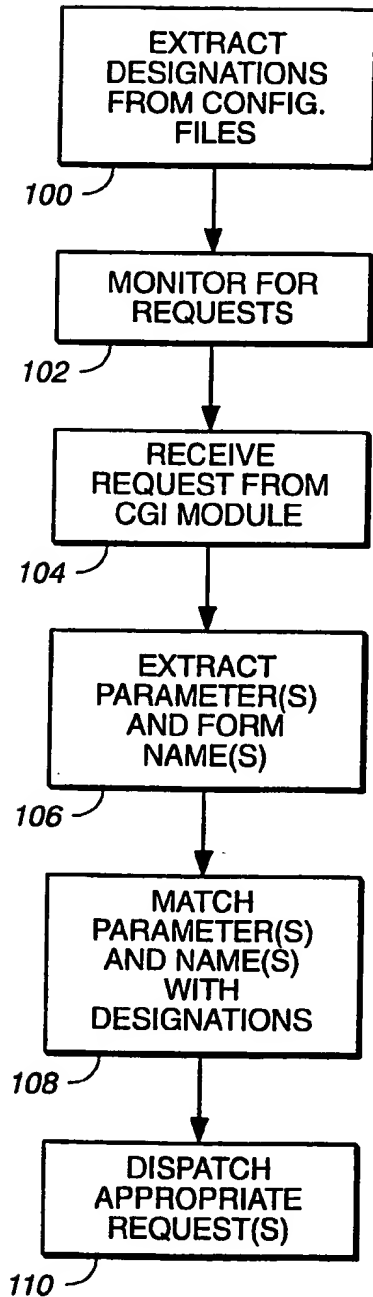 EXTRACT
DESIGNATIONS
FROM CONFIG.
FILES
100
MONITOR FOR
REQUESTS
102
RECEIVE
REQUEST FROM
CGI MODULE
104
EXTRACT
PARAMETER(S)
AND FORM
NAME(S)
106
MATCH
PARAMETER(S)
AND NAME(S)
WITH
DESIGNATIONS
108
DISPATCH
APPROPRIATE
REQUEST(S)
110